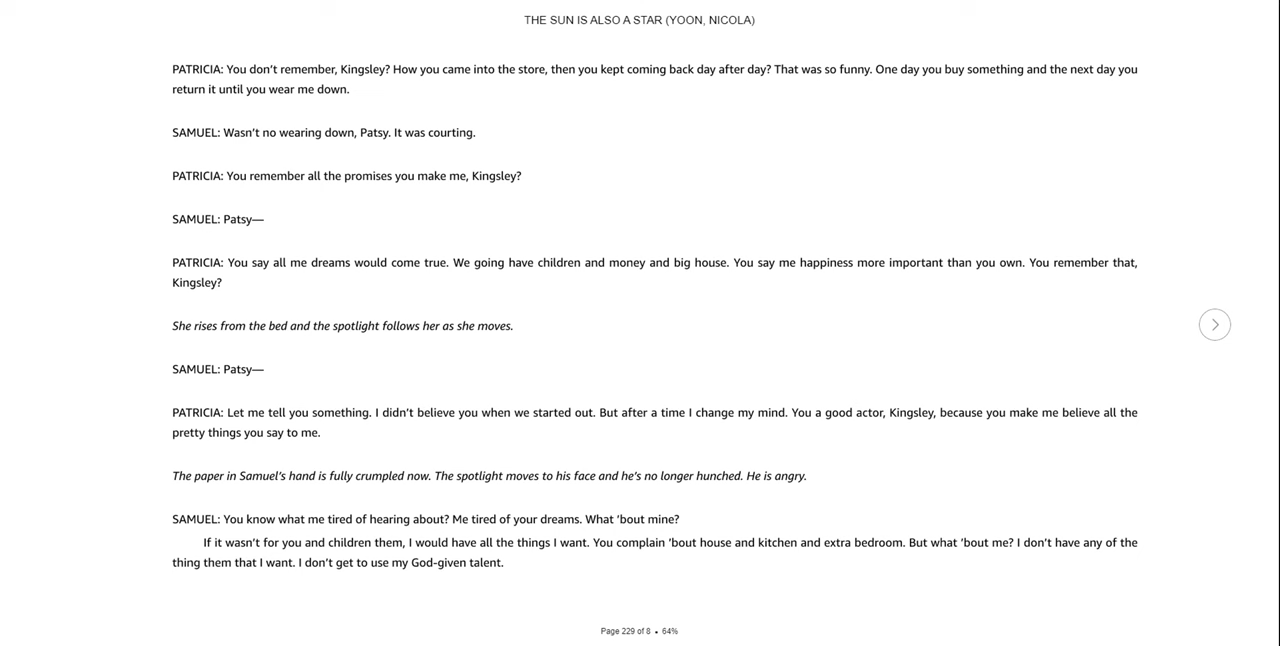 THE SUN IS ALSO A STAR (YOON, NICOLA)
PATRICIA: You don’t remember, Kingsley? How you came into the store, then you kept coming back day after day? That was so funny. One day you buy something and the next day you
return it until you wear me down.
SAMUEL: Wasn’t no wearing down, Patsy. It was courting.
PATRICIA: You remember all the promises you make me, Kingsley?
SAMUEL: Patsy—
PATRICIA: You say all me dreams would come true. We going have children and money and big house. You say me happiness more important than you own. You remember that,
Kingsley?
She rises from the bed and the spotlight follows her as she moves.
SAMUEL: Patsy—
PATRICIA: Let me tell you something. I didn’t believe you when we started out. But after a time I change my mind. You a good actor, Kingsley, because you make me believe all the
pretty things you say to me.
The paper in Samuel’s hand is fully crumpled now. The spotlight moves to his face and he’s no longer hunched. He is angry.
SAMUEL: You know what me tired of hearing about? Me tired of your dreams. What ’bout mine?
If it wasn’t for you and children them, I would have all the things I want. You complain ’bout house and kitchen and extra bedroom. But what ’bout me? I don’t have any of the
thing them that I want. I don’t get to use my God-given talent.
Page 229 of 8 • 64%